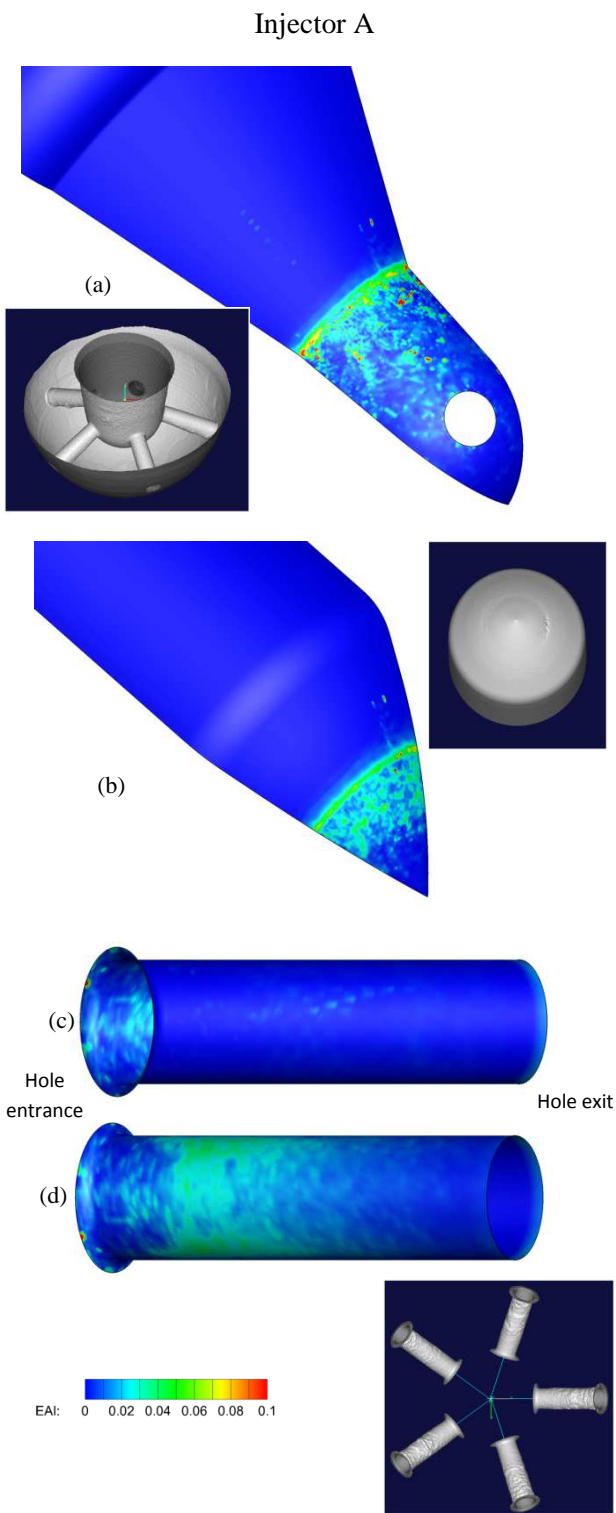 Injector A
(a)
(b)
(c)
Hole
entrance
Hole exit
(d)
EAI: 0 0.02 0.04 0.06 0.08 0.1